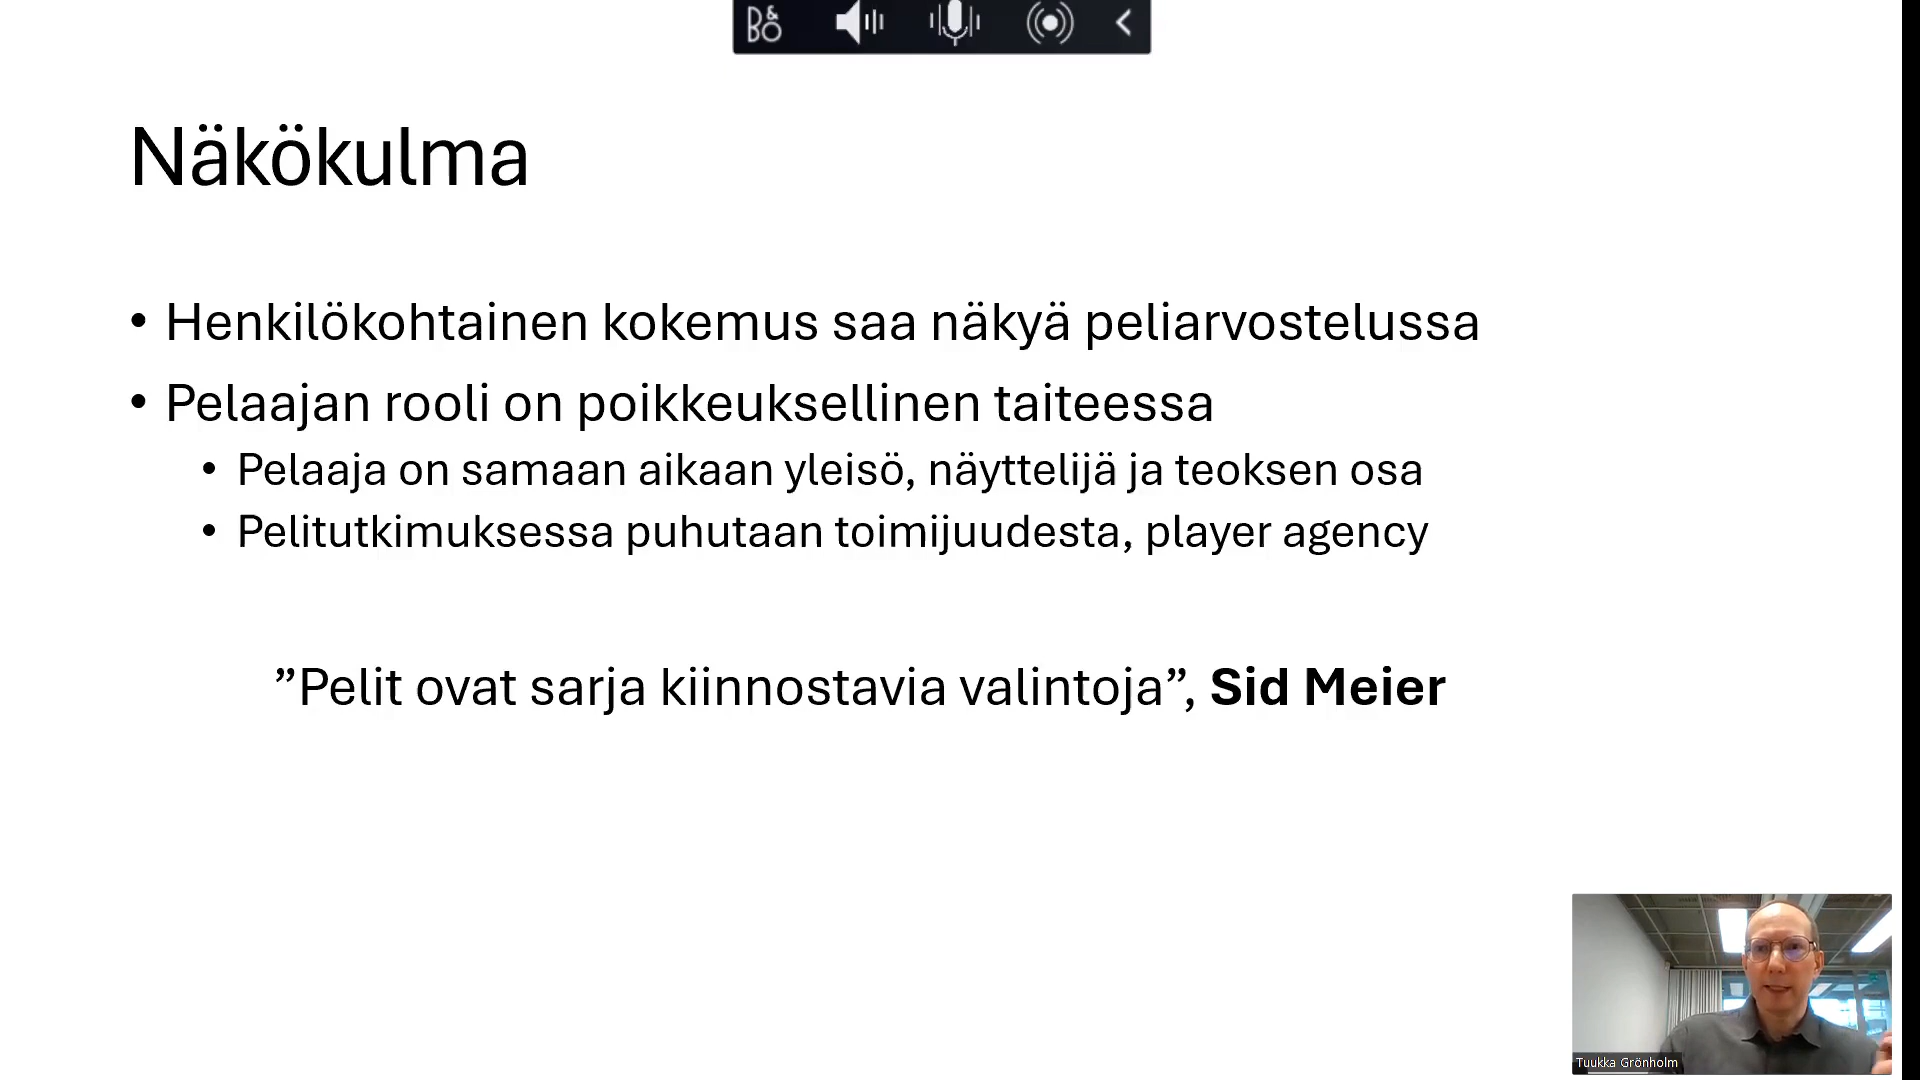 B&O
Näkökulma
• Henkilökohtainen kokemus saa näkyä peliarvostelussa
• Pelaajan rooli on poikkeuksellinen taiteessa
• Pelaaja on samaan aikaan yleisö, näyttelijä ja teoksen osa
• Pelitutkimuksessa puhutaan toimijuudesta, player agency
”Pelit ovat sarja kiinnostavia valintoja”, Sid Meier
Tuukka Grönholm